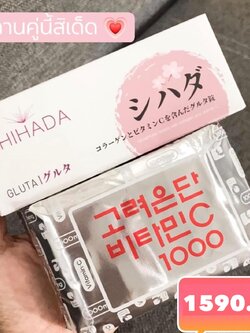 านคู่นี้สิเด็ด
HIHADA
シハダ
コラーゲンとビタミンCを含んだグルタ錠
GLUTA グルタ
고려은단
비타민C
1000
Vitamin C
1590.